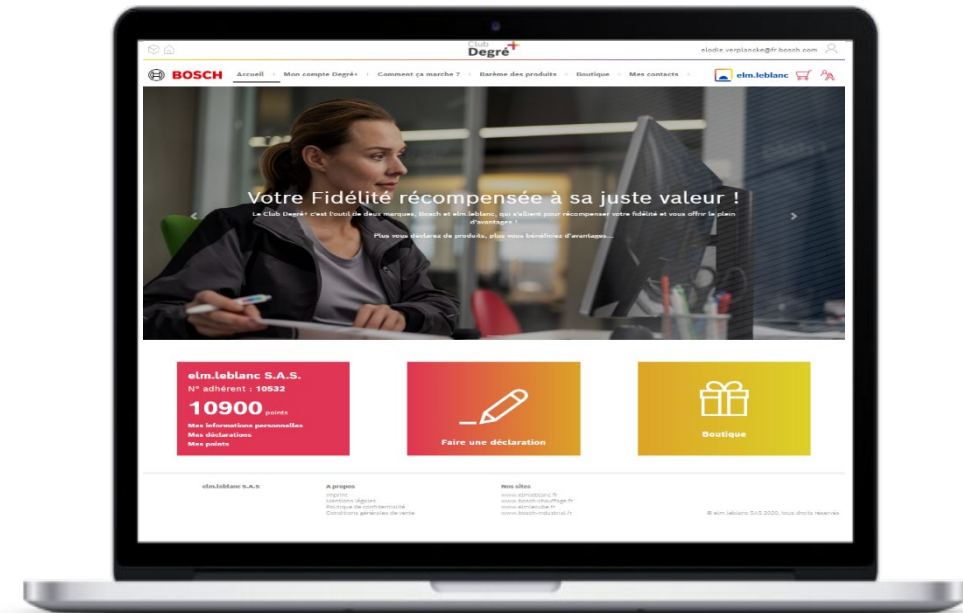 Club
Degré+
elodie.verplancke@fr.bosch.com
BOSCH
Accueil
Mon compte Degré+
Comment ça marche ?
Barème des produits
Boutique
Mes contacts
elm.leblanc
Votre Fidélité récompensée à sa juste valeur !
Le Club Degré+ c'est l'outil de deux marques, Bosch et elm.leblanc, qui s'allient pour récompenser votre fidélité et vous offrir le plein
d'avantages !
Plus vous déclarez de produits, plus vous bénéficiez d'avantages...
elm.leblanc S.A.S.
N° adhérent : 10532
10900 points
Mes informations personnelles
Mes déclarations
Mes points
Faire une déclaration
Boutique
elm.leblanc S.A.S
A propos
Imprint
Mentions légales
Politique de confidentialité
Conditions générales de vente
Nos sites
www.elmleblanc.fr
www.bosch-chauffage.fr
www.elmlecube.fr
www.bosch-industrial.fr
© elm.leblanc SAS 2020, tous droits réservés